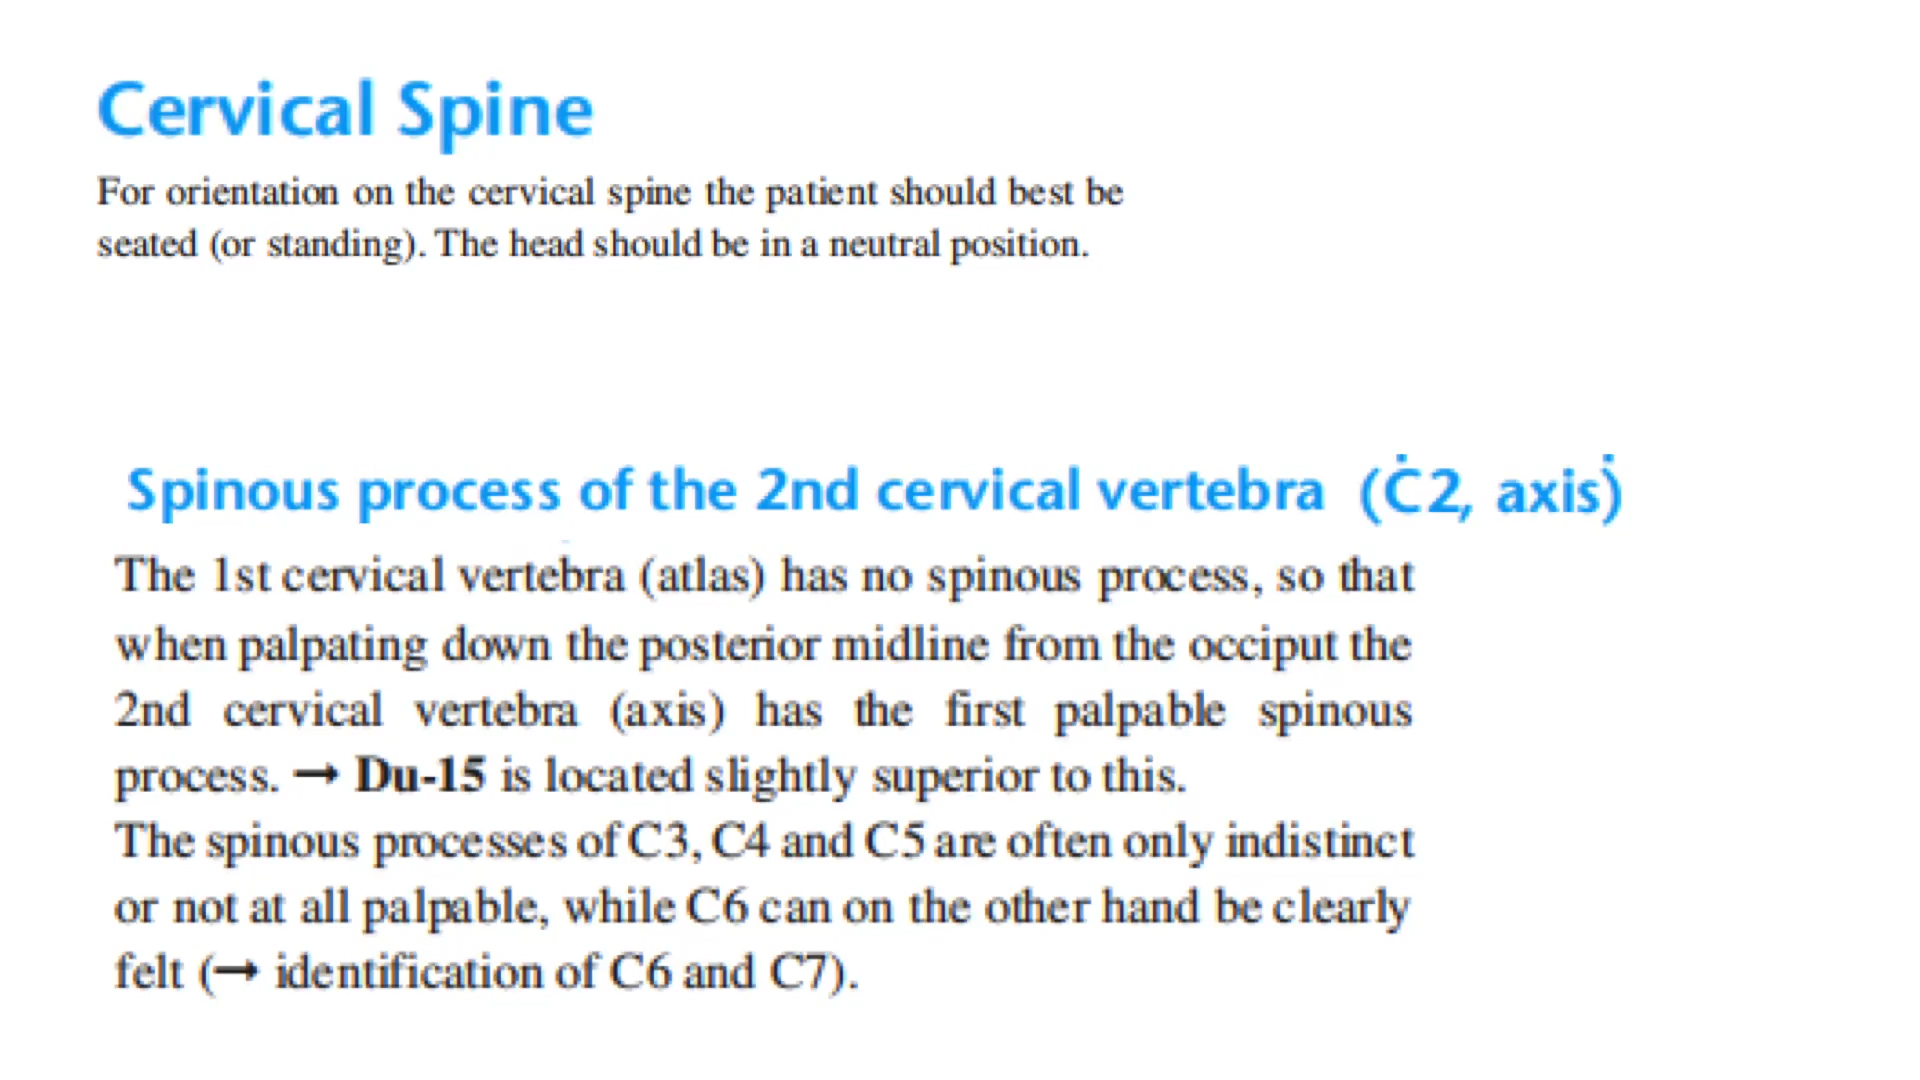 Cervical Spine
For orientation on the cervical spine the patient should best be
seated (or standing). The head should be in a neutral position.
Spinous process of the 2nd cervical vertebra (C2, axis)
The 1st cervical vertebra (atlas) has no spinous process, so that
when palpating down the posterior midline from the occiput the
2nd cervical vertebra (axis) has the first palpable spinous
process. → Du-15 is located slightly superior to this.
The spinous processes of C3, C4 and C5 are often only indistinct
or not at all palpable, while C6 can on the other hand be clearly
felt (→ identification of C6 and C7).